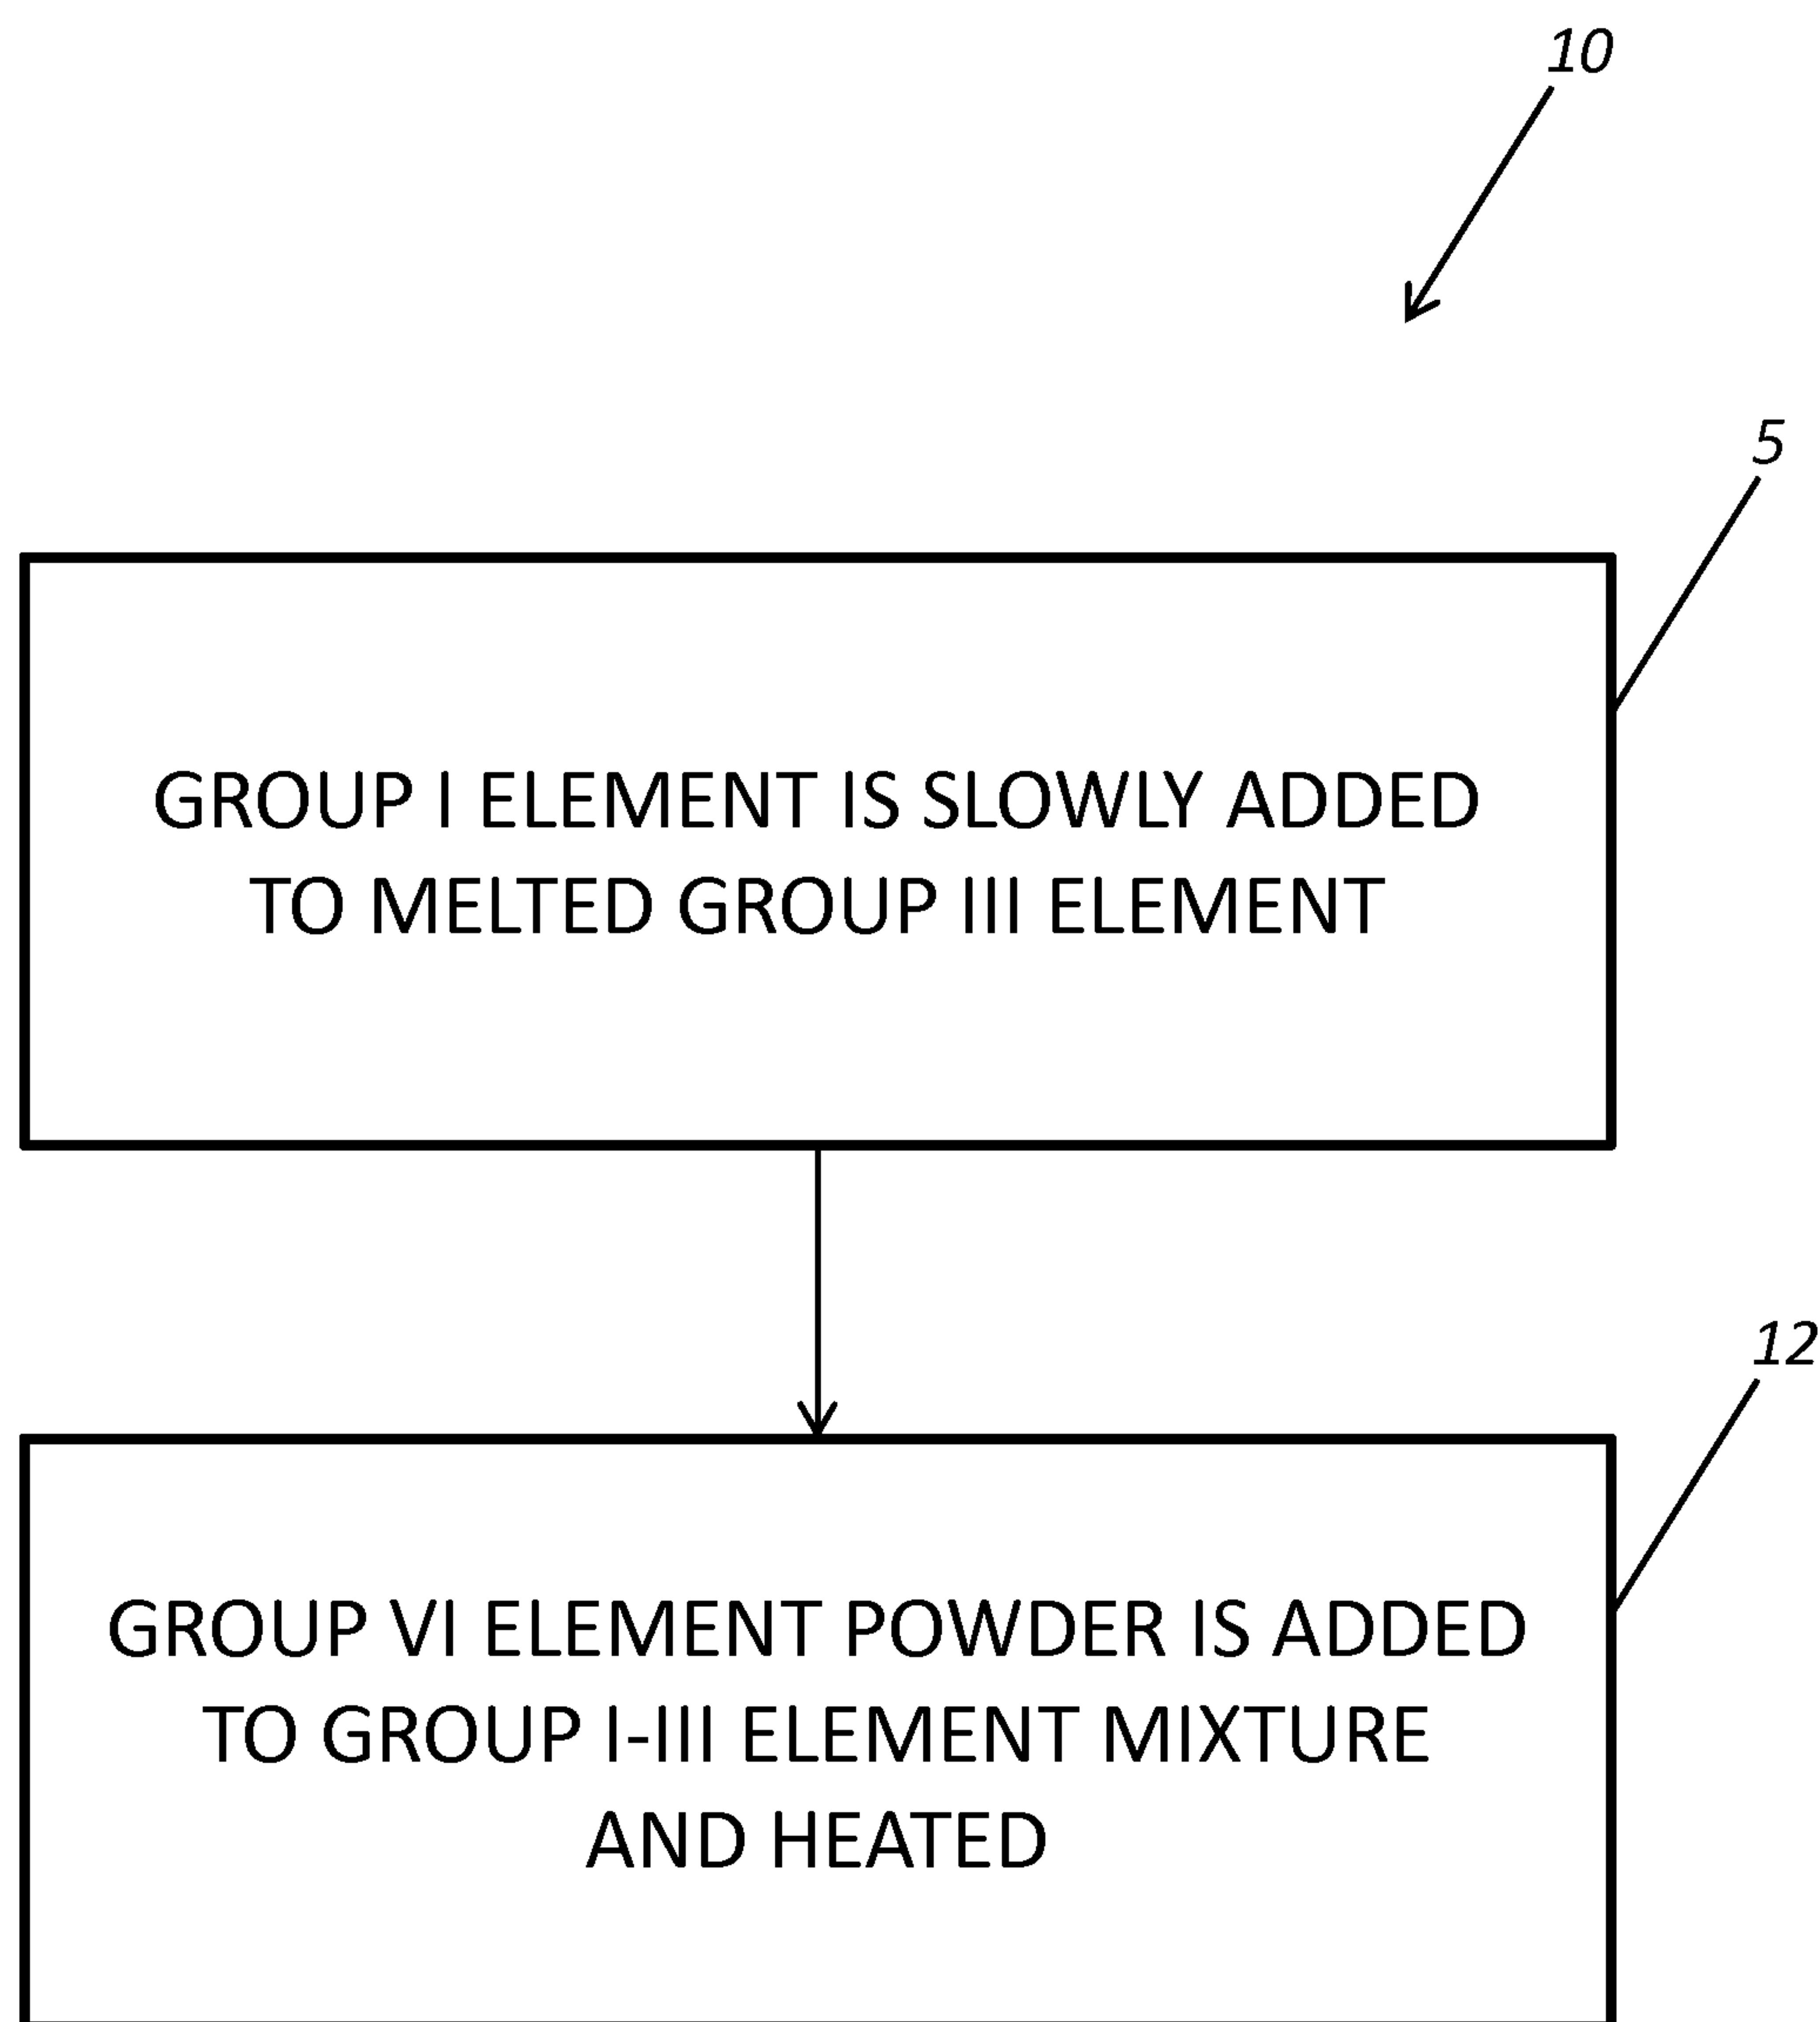 10
5
GROUP I ELEMENT IS SLOWLY ADDED
TO MELTED GROUP III ELEMENT
12
GROUP VI ELEMENT POWDER IS ADDED
TO GROUP I-III ELEMENT MIXTURE
AND HEATED